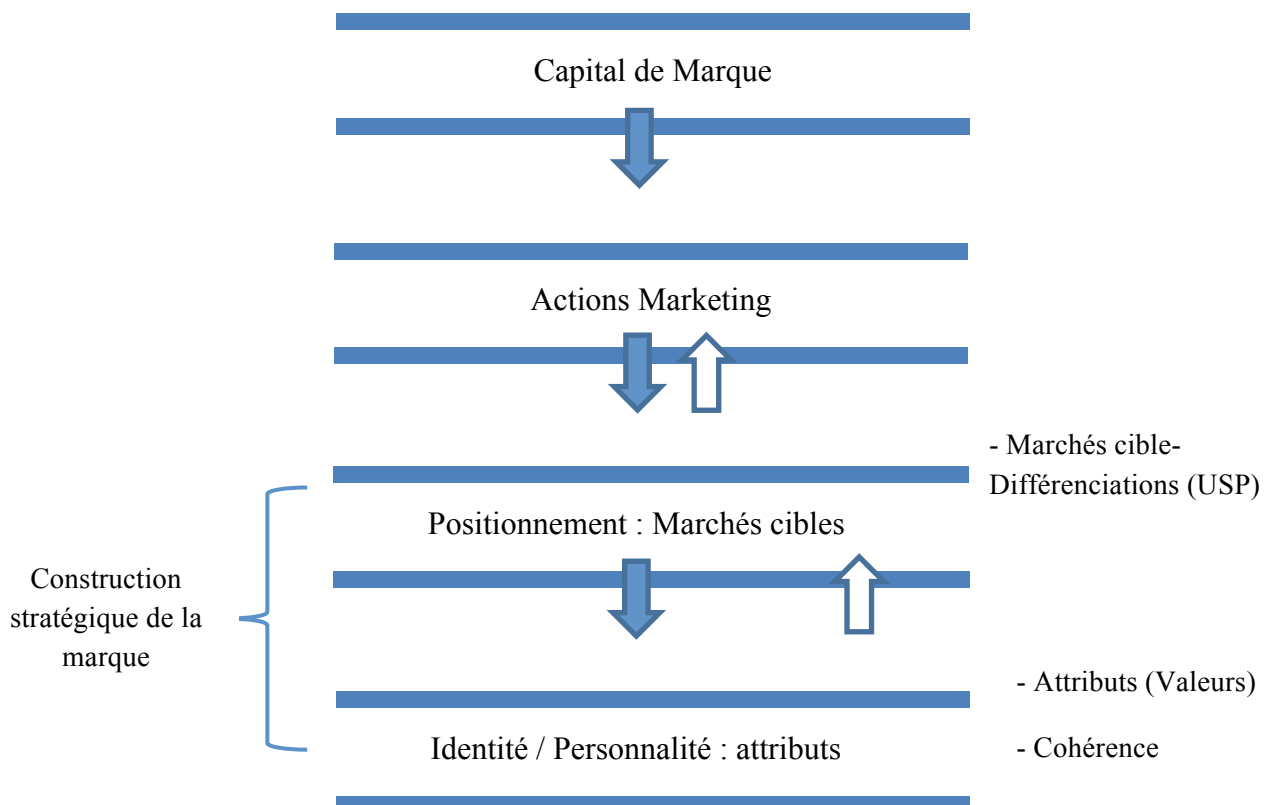 Capital de Marque
Actions Marketing
- Marchés cible-
Différenciations (USP)
Positionnement : Marchés cibles
Construction
stratégique de la
marque
- Attributs (Valeurs)
Identité / Personnalité : attributs
- Cohérence